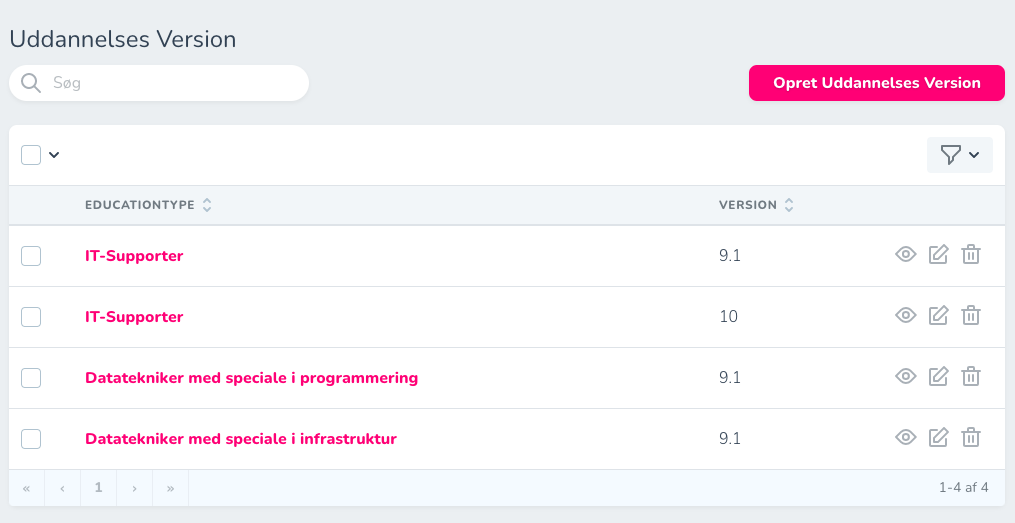 Uddannelses Version
Søg
Opret Uddannelses Version
EDUCATIONTYPE VERSION
IT-Supporter 9.1
IT-Supporter 10
Datatekniker med speciale i programmering 9.1
Datatekniker med speciale i infrastruktur 9.1
« ‹ 1 › » 1-4 af 4